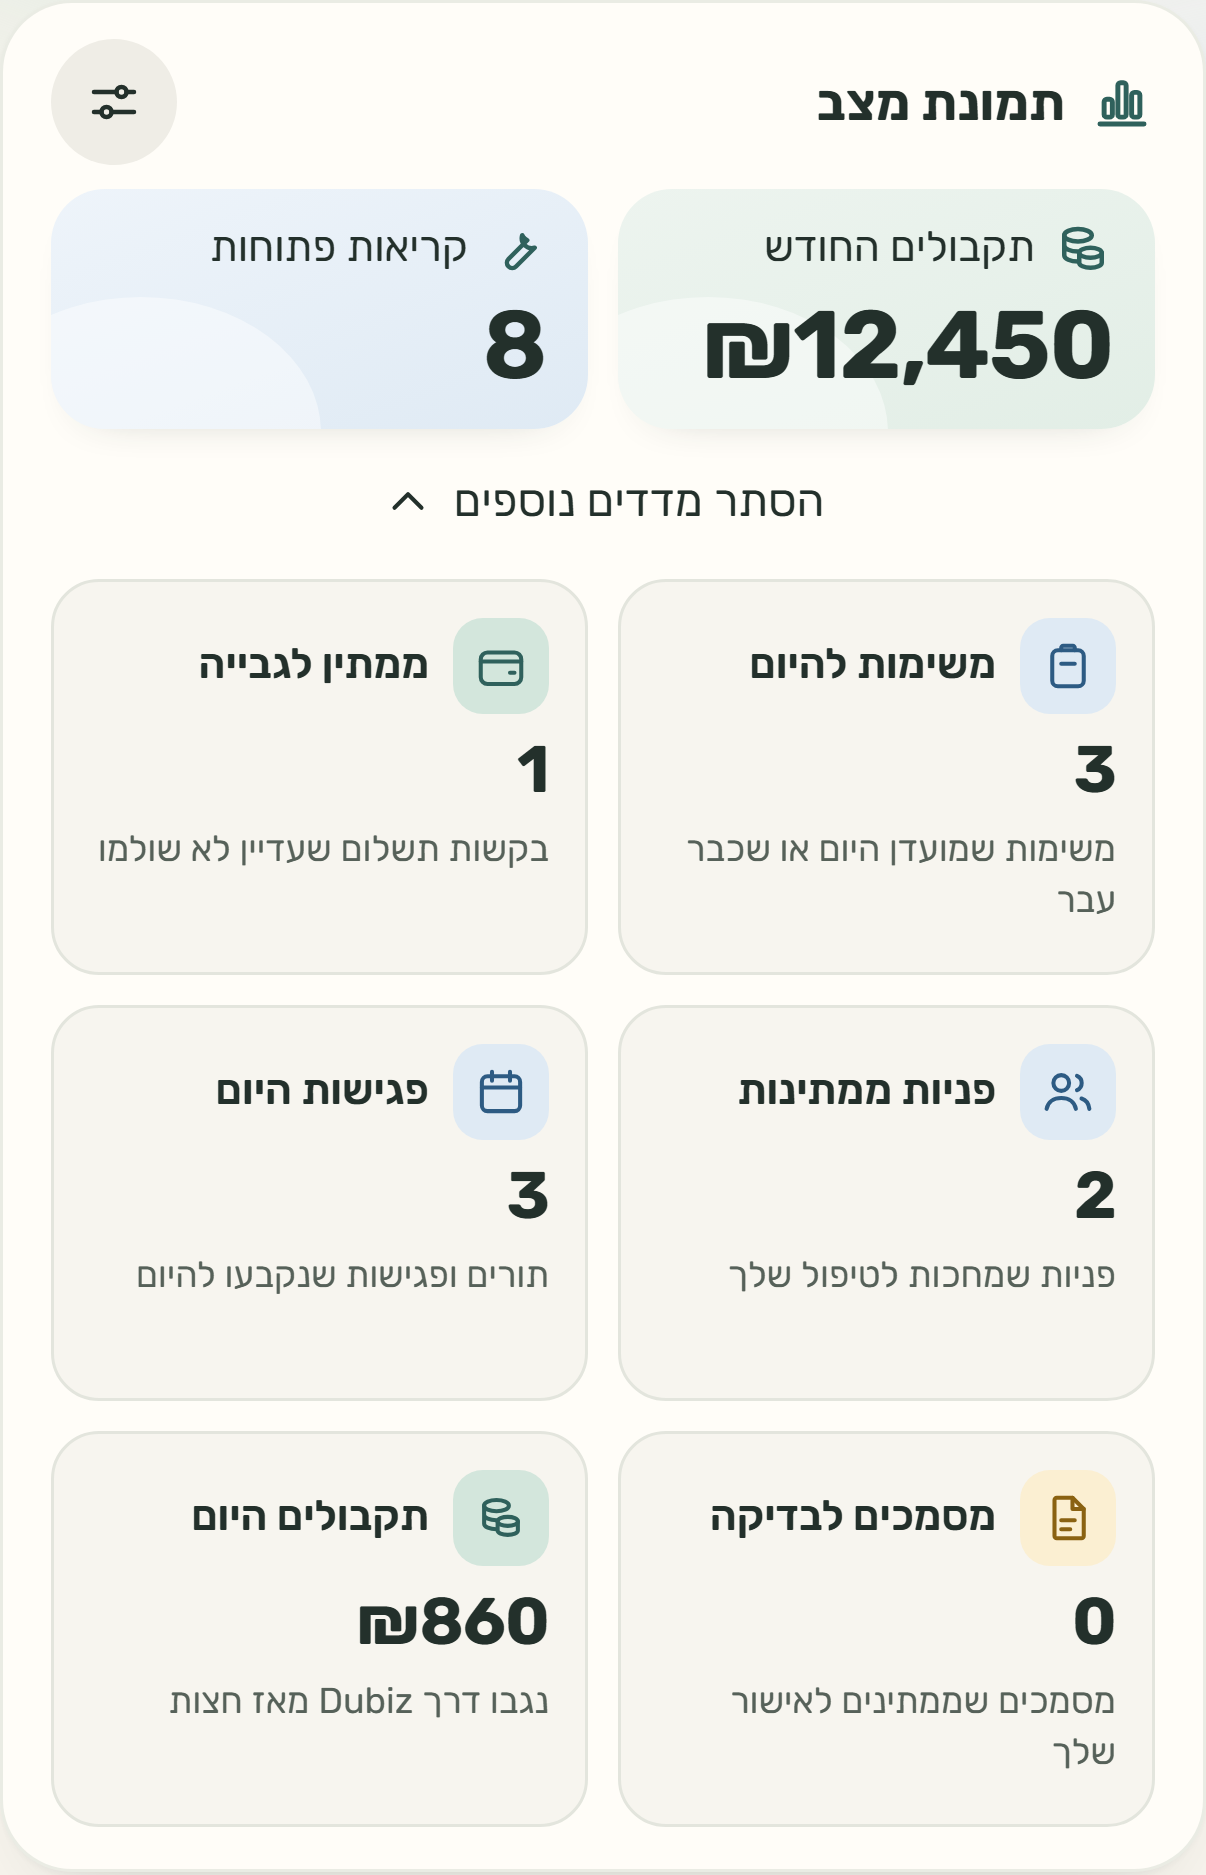 תמונת מצב
תקבולים החודש
₪12,450
קריאות פתוחות
8
הסתר מדדים נוספים
משימות להיום
3
משימות שמועדן היום או שכבר
עבר
ממתין לגבייה
1
בקשות תשלום שעדיין לא שולמו
פניות ממתינות
2
פניות שמחכות לטיפול שלך
פגישות היום
3
תורים ופגישות שנקבעו להיום
מסמכים לבדיקה
0
מסמכים שממתינים לאישור
שלך
תקבולים היום
₪860
נגבו דרך Dubiz מאז חצות